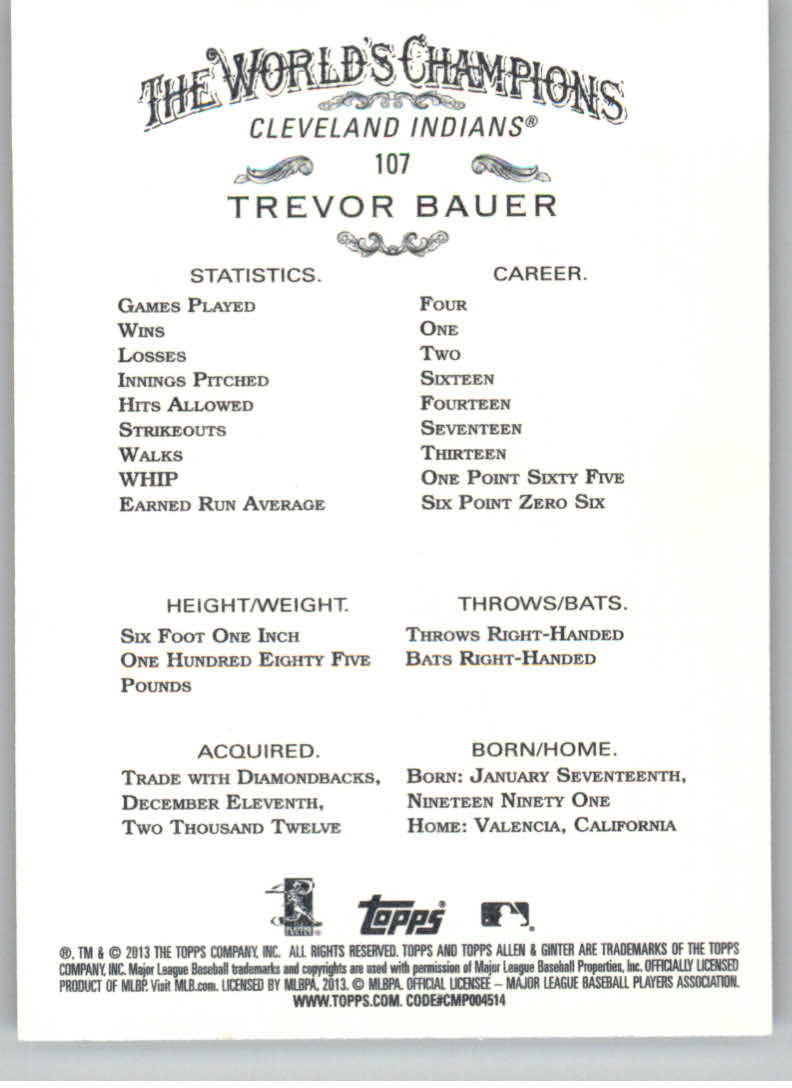 THE WORLD'S CHAMPIONS
CLEVELAND INDIANS®
107
TREVOR BAUER
STATISTICS. CAREER.
GAMES PLAYED FOUR
WINS ONE
LOSSES TWO
INNINGS PITCHED SIXTEEN
HITS ALLOWED FOURTEEN
STRIKEOUTS SEVENTEEN
WALKS THIRTEEN
WHIP ONE POINT SIXTY FIVE
EARNED RUN AVERAGE SIX POINT ZERO SIX
HEIGHT/WEIGHT.
SIX FOOT ONE INCH
ONE HUNDRED EIGHTY FIVE
POUNDS
THROWS/BATS.
THROWS RIGHT-HANDED
BATS RIGHT-HANDED
ACQUIRED.
TRADE WITH DIAMONDBACKS,
DECEMBER ELEVENTH,
TWO THOUSAND TWELVE
BORN/HOME.
BORN: JANUARY SEVENTEENTH,
NINETEEN NINETY ONE
HOME: VALENCIA, CALIFORNIA
topps®
®, TM & © 2013 THE TOPPS COMPANY, INC. ALL RIGHTS RESERVED. TOPPS AND TOPPS ALLEN & GINTER ARE TRADEMARKS OF THE TOPPS
COMPANY, INC. Major League Baseball trademarks and copyrights are used with permission of Major League Baseball Properties, Inc. OFFICIALLY LICENSED
PRODUCT OF MLBP. Visit MLB.com. LICENSED BY MLBPA, 2013. © MLBPA. OFFICIAL LICENSEE – MAJOR LEAGUE BASEBALL PLAYERS ASSOCIATION.
WWW.TOPPS.COM. CODE#CMP004514